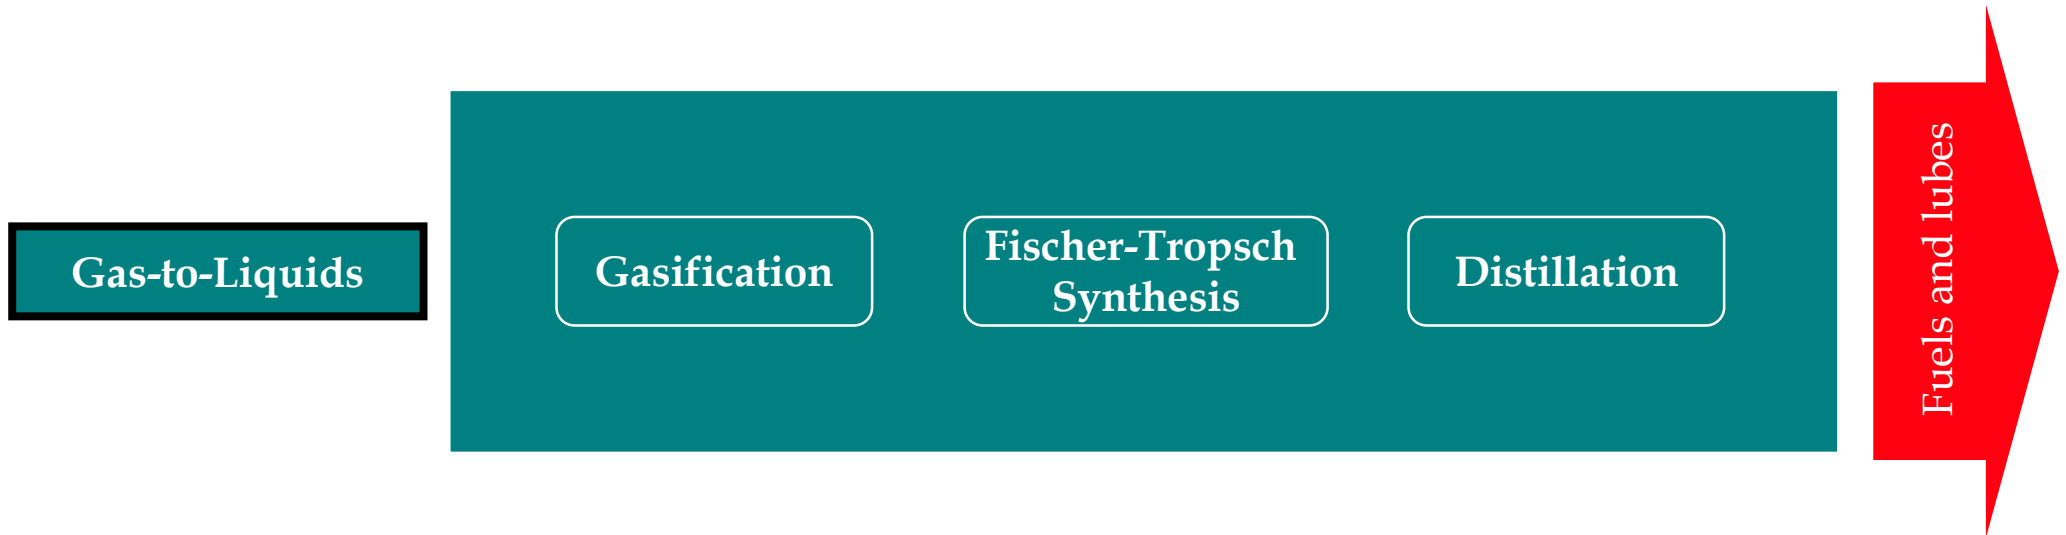 Gas-to-Liquids
Gasification
Fischer-Tropsch
Synthesis
Distillation
Fuels and lubes